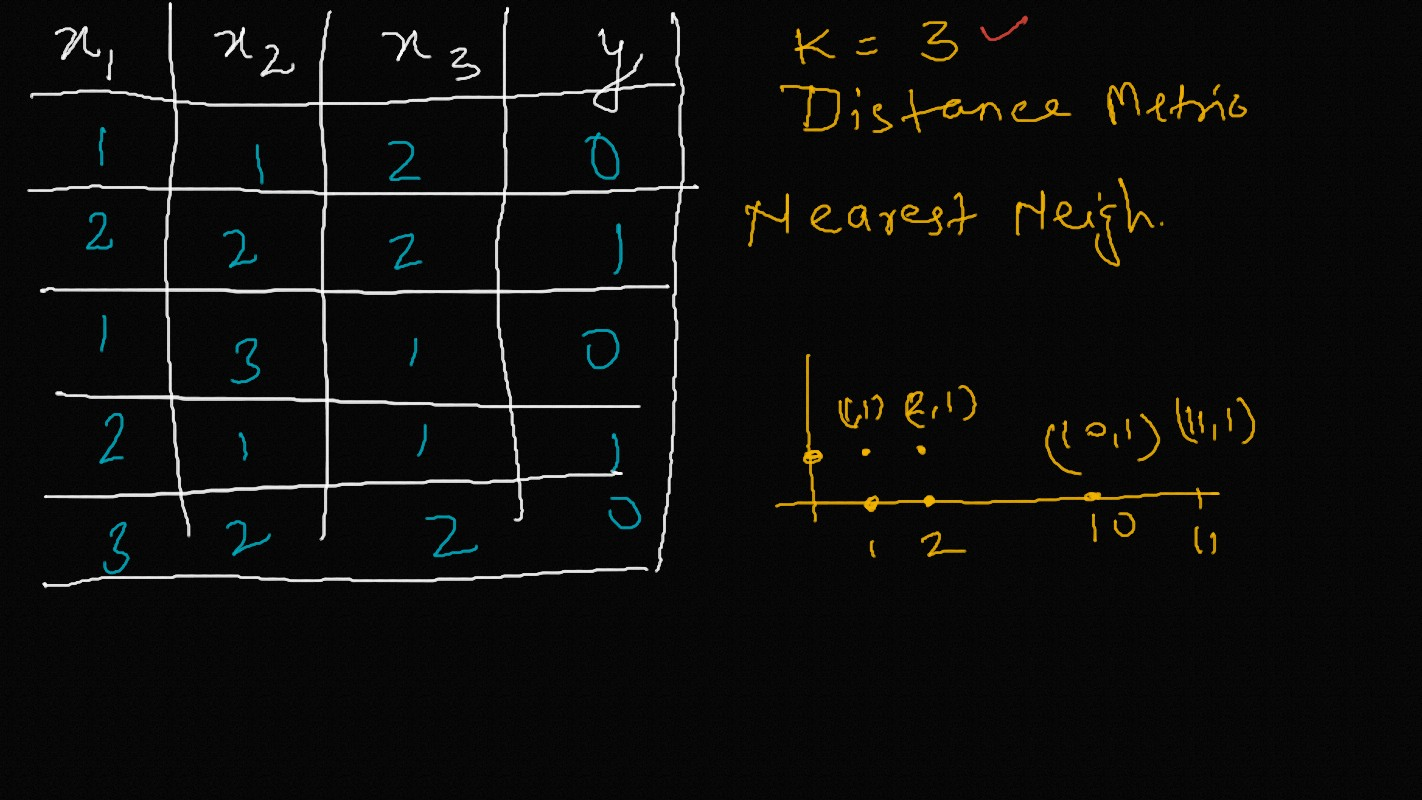 x₁ x₂ x₃ y
1 1 2 0
2 2 2 1
1 3 1 0
2 1 1 1
3 2 2 0
K = 3 ✓
Distance Metric
Nearest Neigh.
(1,1) (2,1) (10,1) (11,1)
1 2 10 11